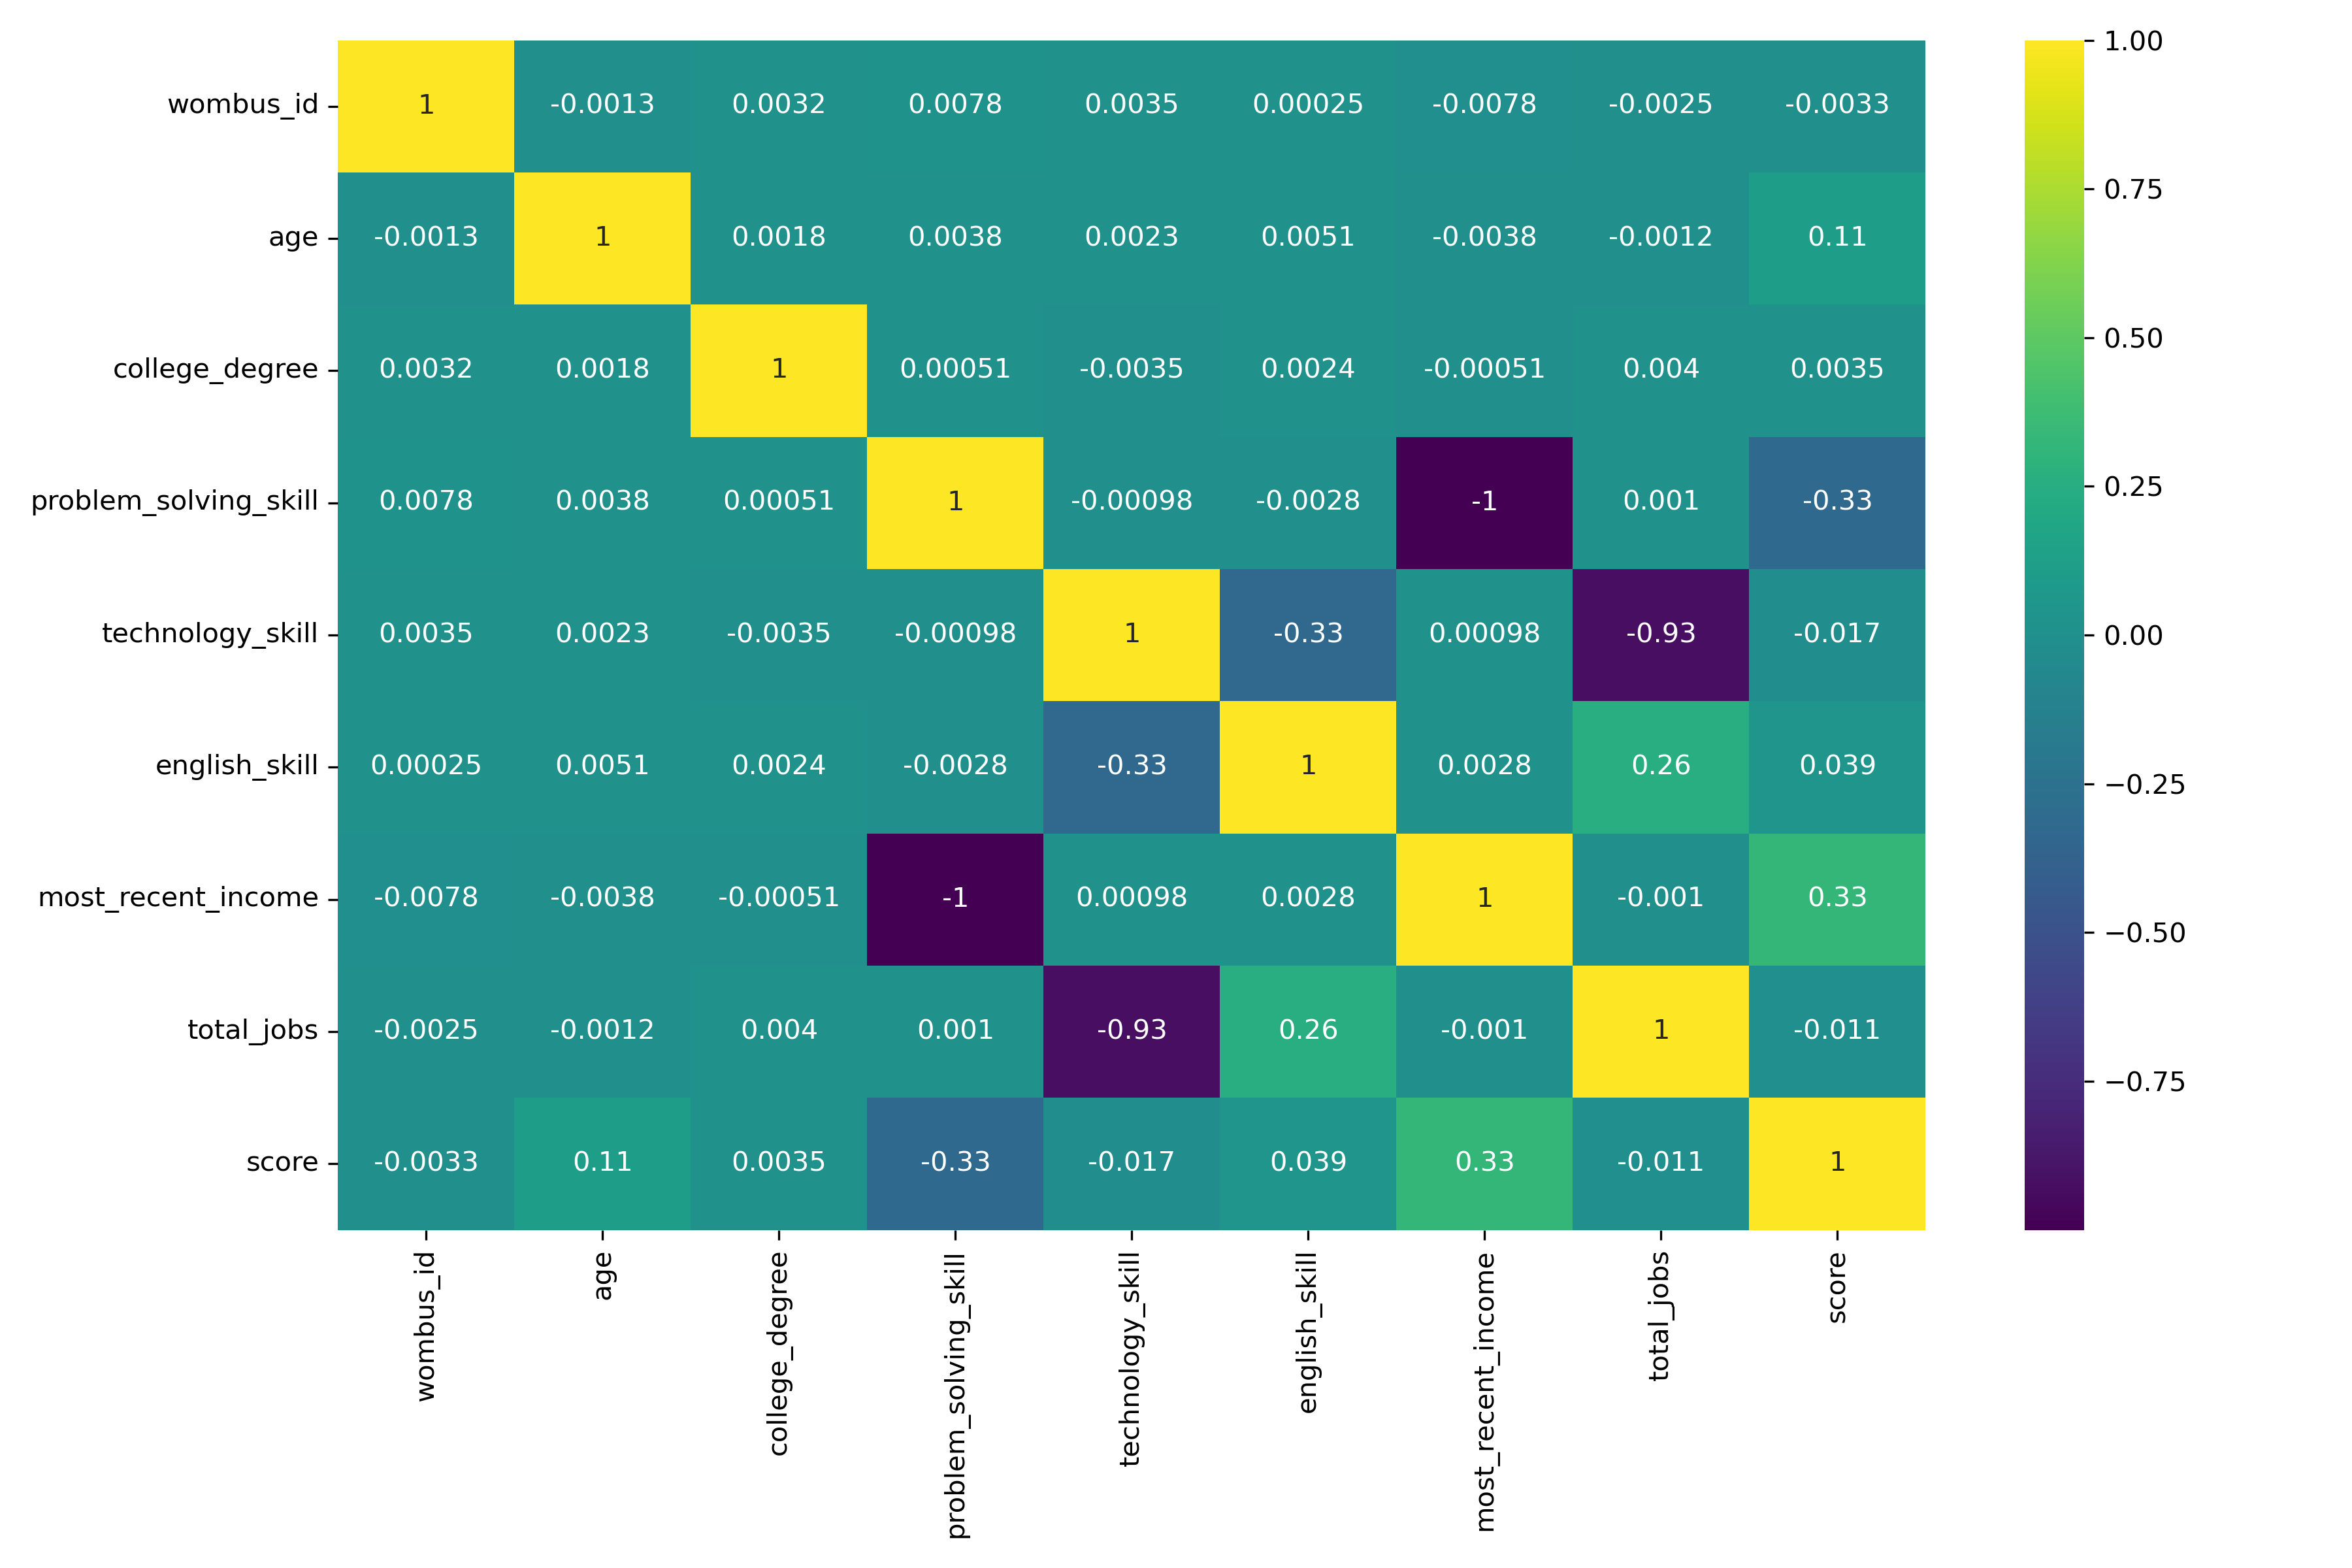 wombus_id 1 -0.0013 0.0032 0.0078 0.0035 0.00025 -0.0078 -0.0025 -0.0033
age -0.0013 1 0.0018 0.0038 0.0023 0.0051 -0.0038 -0.0012 0.11
college_degree 0.0032 0.0018 1 0.00051 -0.0035 0.0024 -0.00051 0.004 0.0035
problem_solving_skill 0.0078 0.0038 0.00051 1 -0.00098 -0.0028 -1 0.001 -0.33
technology_skill 0.0035 0.0023 -0.0035 -0.00098 1 -0.33 0.00098 -0.93 -0.017
english_skill 0.00025 0.0051 0.0024 -0.0028 -0.33 1 0.0028 0.26 0.039
most_recent_income -0.0078 -0.0038 -0.00051 -1 0.00098 0.0028 1 -0.001 0.33
total_jobs -0.0025 -0.0012 0.004 0.001 -0.93 0.26 -0.001 1 -0.011
score -0.0033 0.11 0.0035 -0.33 -0.017 0.039 0.33 -0.011 1
wombus_id
age
college_degree
problem_solving_skill
technology_skill
english_skill
most_recent_income
total_jobs
score
1.00
0.75
0.50
0.25
0.00
−0.25
−0.50
−0.75